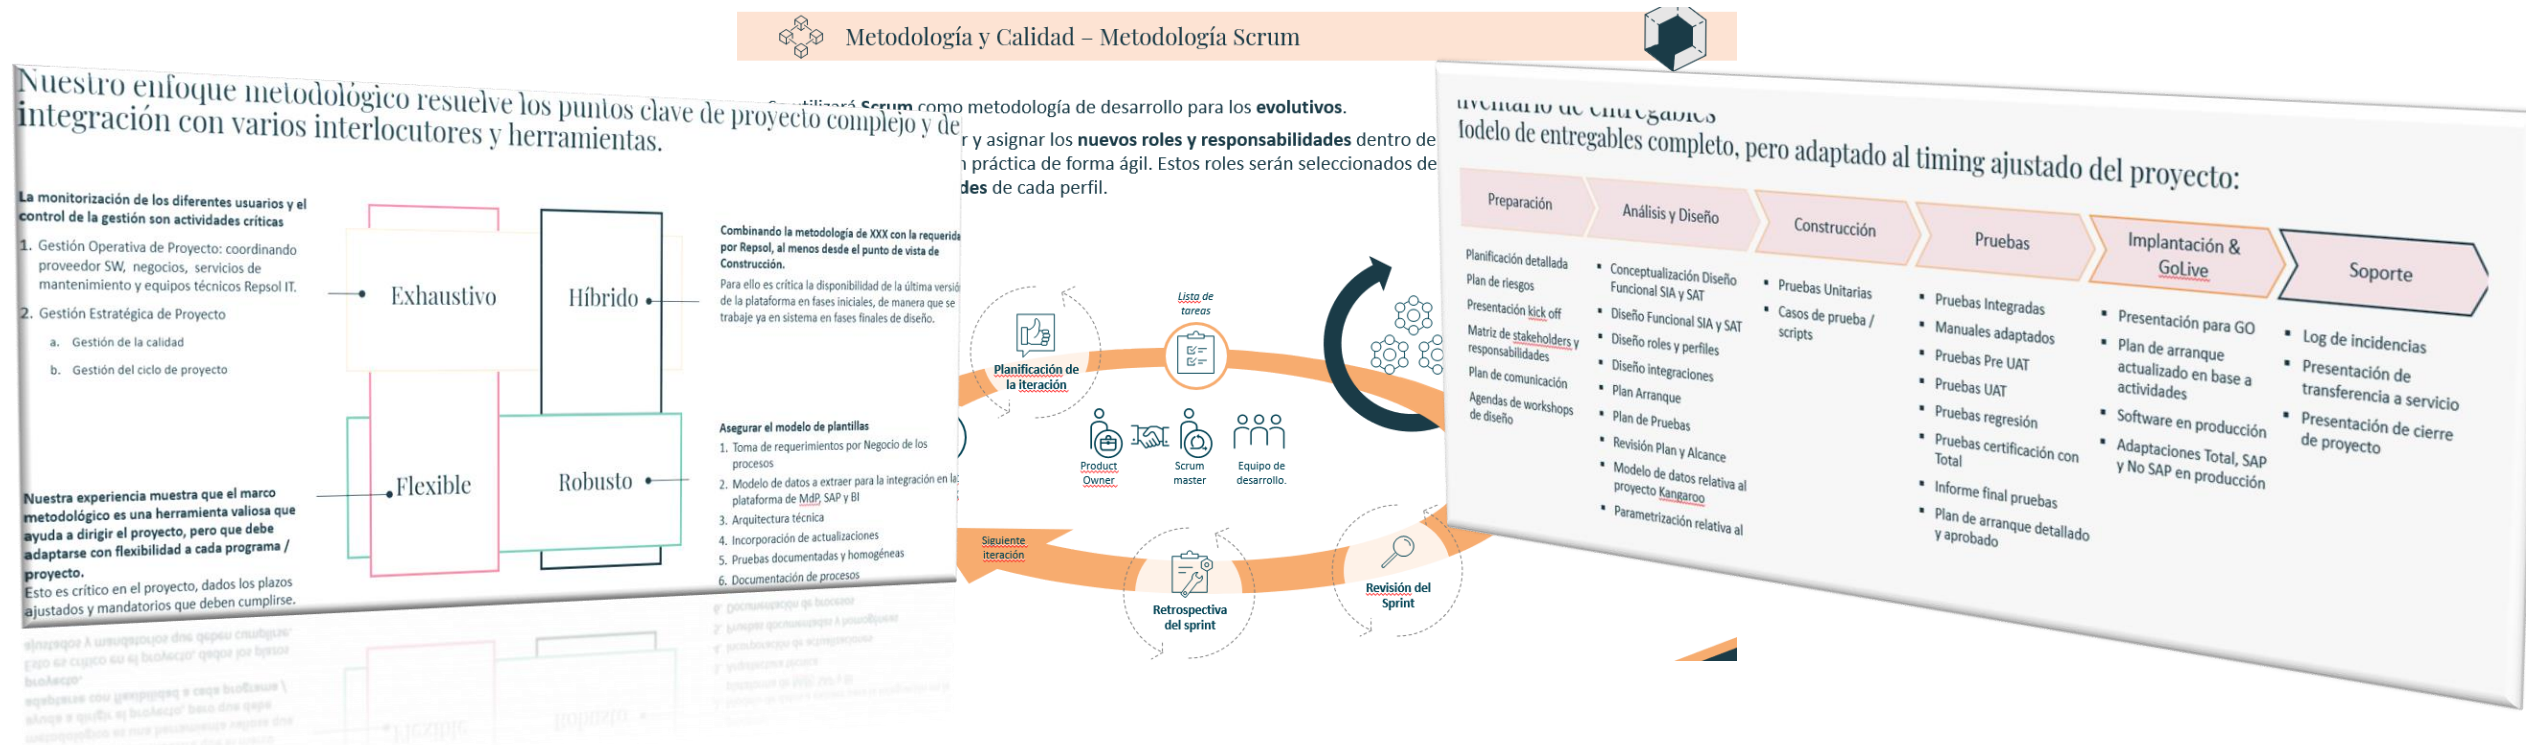 Metodología y Calidad – Metodología Scrum
Nuestro enfoque metodológico resuelve los puntos clave de proyecto complejo y de
integración con varios interlocutores y herramientas.
La monitorización de los diferentes usuarios y el
control de la gestión son actividades críticas
1. Gestión Operativa de Proyecto: coordinando
proveedor SW, negocios, servicios de
mantenimiento y equipos técnicos Repsol IT.
2. Gestión Estratégica de Proyecto
a. Gestión de la calidad
b. Gestión del ciclo de proyecto
Nuestra experiencia muestra que el marco
metodológico es una herramienta valiosa que
ayuda a dirigir el proyecto, pero que debe
adaptarse con flexibilidad a cada programa /
proyecto.
Esto es crítico en el proyecto, dados los plazos
ajustados y mandatorios que deben cumplirse.
Exhaustivo
Híbrido
Flexible
Robusto
Combinando la metodología de XXX con la requerida
por Repsol, al menos desde el punto de vista de
Construcción.
Para ello es crítica la disponibilidad de la última
de la plataforma en fases iniciales, de manera que se
trabaje ya en sistema en fases finales de diseño.
Asegurar el modelo de plantillas
1. Toma de requerimientos por Negocio de los
procesos
2. Modelo de datos a extraer para la integración en la
plataforma de MdP, SAP y BI
3. Arquitectura técnica
4. Incorporación de actualizaciones
5. Pruebas documentadas y homogéneas
6. Documentación de procesos
utilizará Scrum como metodología de desarrollo para los evolutivos.
r y asignar los nuevos roles y responsabilidades dentro de
práctica de forma ágil. Estos roles serán seleccionados de
des de cada perfil.
Planificación de
la iteración
Lista de
tareas
Product
Owner
Scrum
master
Equipo de
desarrollo.
Siguiente
iteración
Retrospectiva
del sprint
Revisión del
Sprint
Inventario de entregables
Modelo de entregables completo, pero adaptado al timing ajustado del proyecto:
Preparación
Planificación detallada
Plan de riesgos
Presentación kick off
Matriz de stakeholders y
responsabilidades
Plan de comunicación
Agendas de workshops
de diseño
Análisis y Diseño
▪ Conceptualización Diseño
Funcional SIA y SAT
▪ Diseño Funcional SIA y SAT
▪ Diseño roles y perfiles
▪ Diseño integraciones
▪ Plan Arranque
▪ Plan de Pruebas
▪ Revisión Plan y Alcance
▪ Modelo de datos relativa al
proyecto Kangaroo
▪ Parametrización relativa al
Construcción
▪ Pruebas Unitarias
▪ Casos de prueba /
scripts
Pruebas
▪ Pruebas Integradas
▪ Manuales adaptados
▪ Pruebas Pre UAT
▪ Pruebas UAT
▪ Pruebas regresión
▪ Pruebas certificación con
Total
▪ Informe final pruebas
▪ Plan de arranque detallado
y aprobado
Implantación &
GoLive
▪ Presentación para GO
▪ Plan de arranque
actualizado en base a
actividades
▪ Software en producción
▪ Adaptaciones Total, SAP
y No SAP en producción
Soporte
▪ Log de incidencias
▪ Presentación de
transferencia a servicio
▪ Presentación de cierre
de proyecto